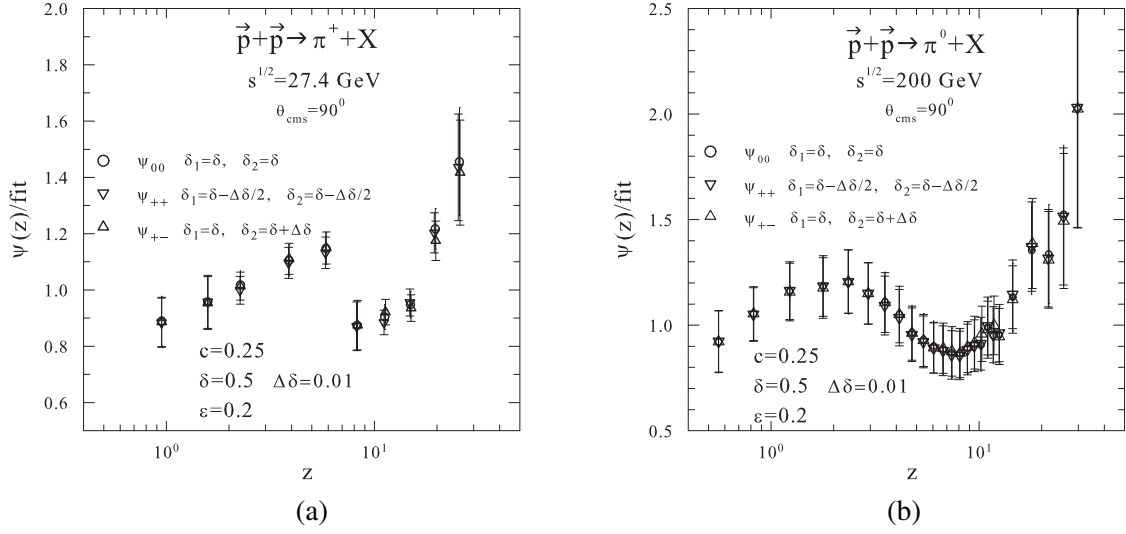 p⃗+p⃗→π⁺+X
s^{1/2}=27.4 GeV
θ_{cms}=90⁰
ψ₀₀ δ₁=δ, δ₂=δ
ψ₊₊ δ₁=δ−Δδ/2, δ₂=δ−Δδ/2
ψ₊₋ δ₁=δ, δ₂=δ+Δδ
c=0.25
δ=0.5 Δδ=0.01
ε=0.2
ψ(z)/fit
2.0
1.8
1.6
1.4
1.2
1.0
0.8
0.6
10⁰ 10¹
z
(a)
p⃗+p⃗→π⁰+X
s^{1/2}=200 GeV
θ_{cms}=90⁰
ψ₀₀ δ₁=δ, δ₂=δ
ψ₊₊ δ₁=δ−Δδ/2, δ₂=δ−Δδ/2
ψ₊₋ δ₁=δ, δ₂=δ+Δδ
c=0.25
δ=0.5 Δδ=0.01
ε=0.2
ψ(z)/fit
2.5
2.0
1.5
1.0
0.5
10⁰ 10¹
z
(b)